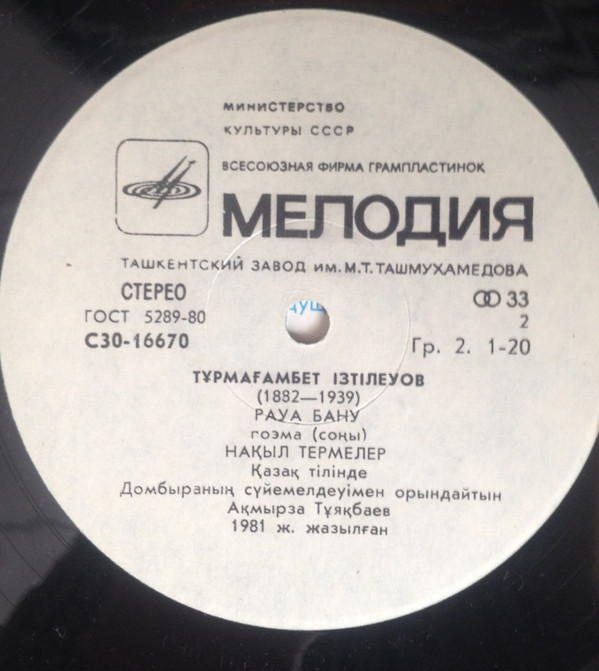 МИНИСТЕРСТВО
КУЛЬТУРЫ СССР
ВСЕСОЮЗНАЯ ФИРМА ГРАМПЛАСТИНОК
МЕЛОДИЯ
ТАШКЕНТСКИЙ ЗАВОД ИМ. М.Т. ТАШМУХАМЕДОВА
СТЕРЕО
ГОСТ 5289-80
С30-16670
33
2
Гр. 2. 1-20
ТҰРМАҒАМБЕТ ІЗТІЛЕУОВ
(1882—1939)
РАУА БАНУ
гоэма (соңы)
НАҚЫЛ ТЕРМЕЛЕР
Қазақ тілінде
Домбыраның сүйемелдеуімен орындайтын
Ақмырза Тұяқбаев
1981 ж. жазылған